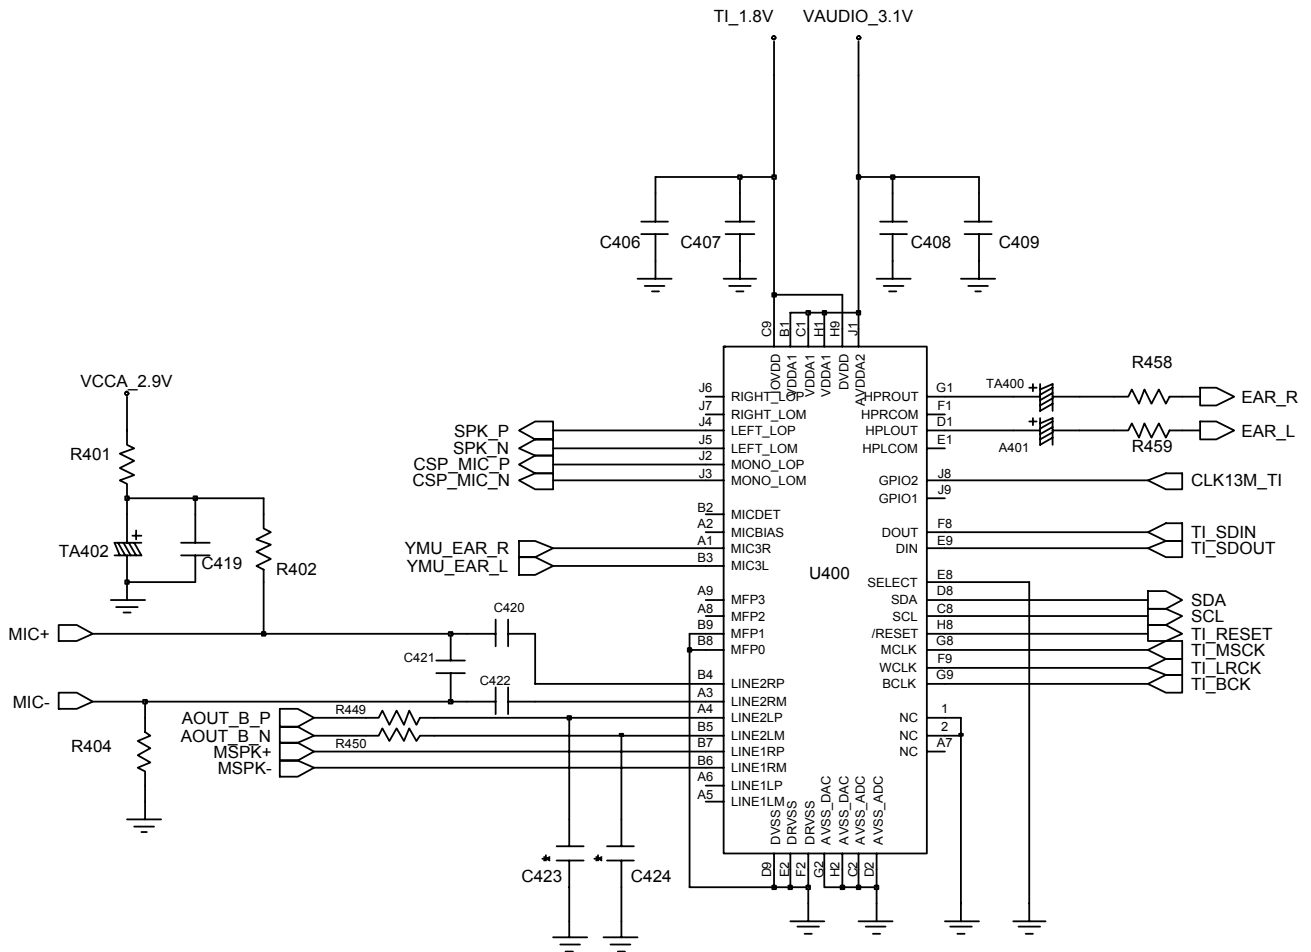 TI_1.8V
VAUDIO_3.1V
C406
C407
C408
C409
C9
B1
C1
H1
H9
J1
IOVDD
VDDA1
VDDA1
VDDA1
DVDD
AVDDA2
VCCA_2.9V
R401
TA402
+
C419
R402
MIC+
MIC-
R404
C420
C421
C422
SPK_P
SPK_N
CSP_MIC_P
CSP_MIC_N
YMU_EAR_R
YMU_EAR_L
AOUT_B_P
AOUT_B_N
MSPK+
MSPK-
R449
R450
C423
C424
J6
RIGHT_LOP
J7
RIGHT_LOM
J4
LEFT_LOP
J5
LEFT_LOM
J2
MONO_LOP
J3
MONO_LOM
B2
MICDET
A2
MICBIAS
A1
MIC3R
B3
MIC3L
A9
MFP3
A8
MFP2
B9
MFP1
B8
MFP0
B4
LINE2RP
A3
LINE2RM
A4
LINE2LP
B5
LINE2LM
B7
LINE1RP
B6
LINE1RM
A6
LINE1LP
A5
LINE1LM
U400
HPROUT
G1
HPRCOM
F1
HPLOUT
D1
HPLCOM
E1
GPIO2
J8
GPIO1
J9
DOUT
F8
DIN
E9
SELECT
E8
SDA
D8
SCL
C8
/RESET
H8
MCLK
G8
WCLK
F9
BCLK
G9
NC
1
NC
2
NC
A7
DVSS
DRVSS
DRVSS
AVSS_DAC
AVSS_DAC
AVSS_ADC
AVSS_ADC
D9
E2
F2
G2
H2
C2
D2
TA400
+
R458
EAR_R
+
A401
R459
EAR_L
CLK13M_TI
TI_SDIN
TI_SDOUT
SDA
SCL
TI_RESET
TI_MSCK
TI_LRCK
TI_BCK